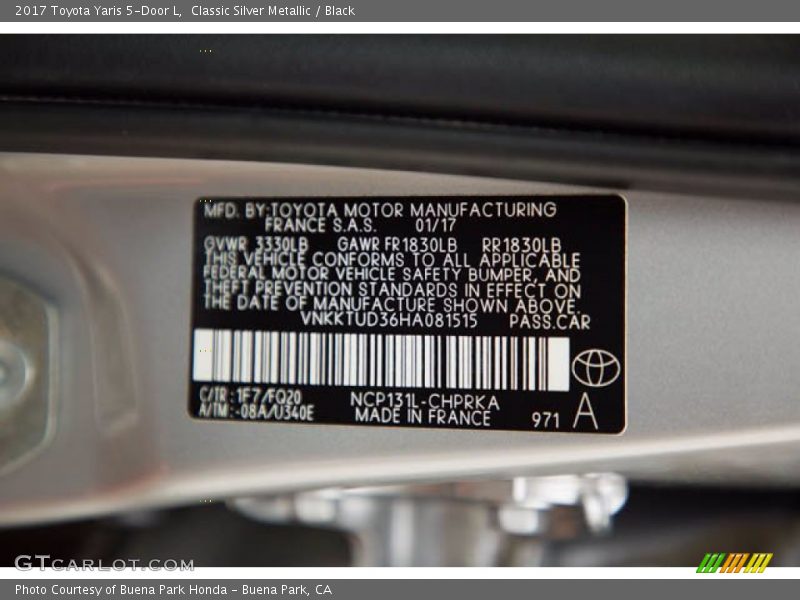 2017 Toyota Yaris 5-Door L,  Classic Silver Metallic / Black
MFD. BY:TOYOTA MOTOR MANUFACTURING
FRANCE S.A.S. 01/17
GVWR 3330LB GAWR FR1830LB RR1830LB
THIS VEHICLE CONFORMS TO ALL APPLICABLE
FEDERAL MOTOR VEHICLE SAFETY BUMPER, AND
THEFT PREVENTION STANDARDS IN EFFECT ON
THE DATE OF MANUFACTURE SHOWN ABOVE.
VNKKTUD36HA081515 PASS.CAR
C/TR: 1F7/FQ20 NCP131L-CHPRKA
A/TM: -08A/U340E MADE IN FRANCE 971 A
GTCARLOT.COM
Photo Courtesy of Buena Park Honda - Buena Park, CA